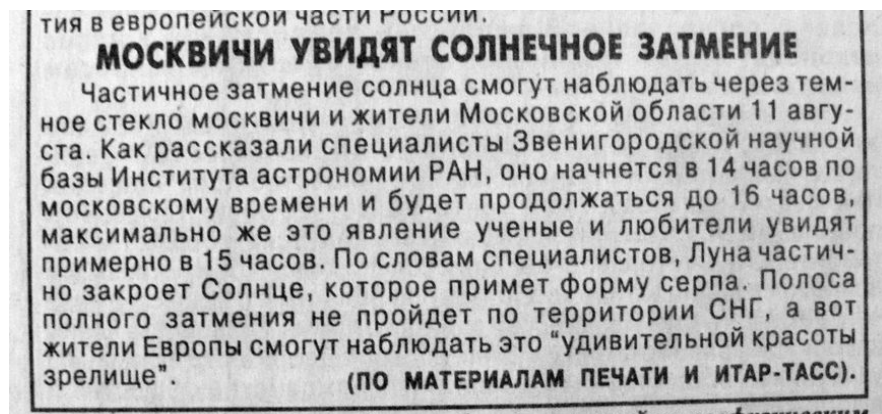 тия в европейской части России.
МОСКВИЧИ УВИДЯТ СОЛНЕЧНОЕ ЗАТМЕНИЕ
Частичное затмение солнца смогут наблюдать через тем-
ное стекло москвичи и жители Московской области 11 авгу-
ста. Как рассказали специалисты Звенигородской научной
базы Института астрономии РАН, оно начнется в 14 часов по
московскому времени и будет продолжаться до 16 часов,
максимально же это явление ученые и любители увидят
примерно в 15 часов. По словам специалистов, Луна частич-
но закроет Солнце, которое примет форму серпа. Полоса
полного затмения не пройдет по территории СНГ, а вот
жители Европы смогут наблюдать это "удивительной красоты
зрелище".
(ПО МАТЕРИАЛАМ ПЕЧАТИ И ИТАР-ТАСС).